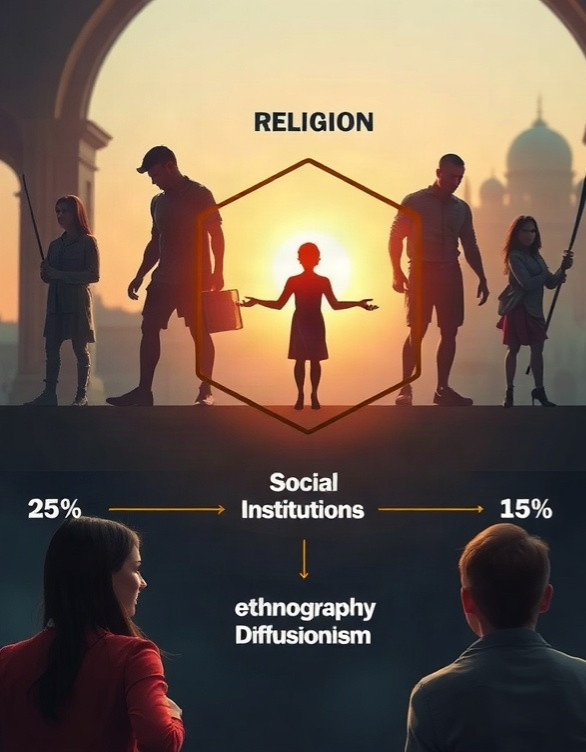 RELIGION
25%
Social
Institutions
15%
ethnography
Diffusionism